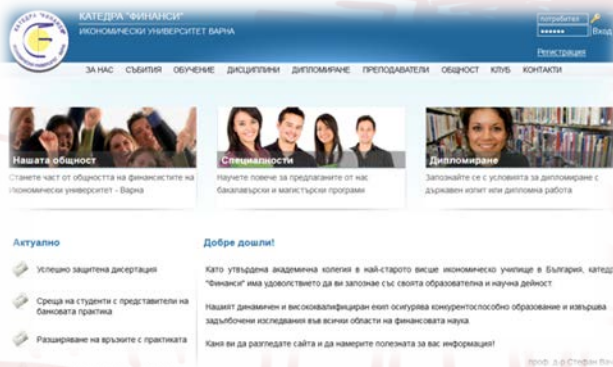 КАТЕДРА "ФИНАНСИ"
ИКОНОМИЧЕСКИ УНИВЕРСИТЕТ ВАРНА
потребител
Вход
Регистрация
ЗА НАС СЪБИТИЯ ОБУЧЕНИЕ ДИСЦИПЛИНИ ДИПЛОМИРАНЕ ПРЕПОДАВАТЕЛИ ОБЩНОСТ КЛУБ КОНТАКТИ
Нашата общност
Станете част от общността на финансистите на
Икономически университет - Варна
Специалности
Научете повече за предлаганите от нас
бакалавърски и магистърски програми
Дипломиране
Запознайте се с условията за дипломиране с
държавен изпит или дипломна работа
Актуално
Успешно защитена дисертация
Среща на студенти с представители на
банковата практика
Разширяване на връзките с практиката
Добре дошли!
Като утвърдена академична колегия в най-старото висше икономическо училище в България,
"Финанси" има удоволствието да ви запознае със своята образователна и научна дейност.
Нашият динамичен и висококвалифициран екип осигурява конкурентоспособно образование и извършва
задълбочени изследвания във всички области на финансовата наука.
Каня ви да разгледате сайта и да намерите полезната за вас информация!
проф. д-р Стефан